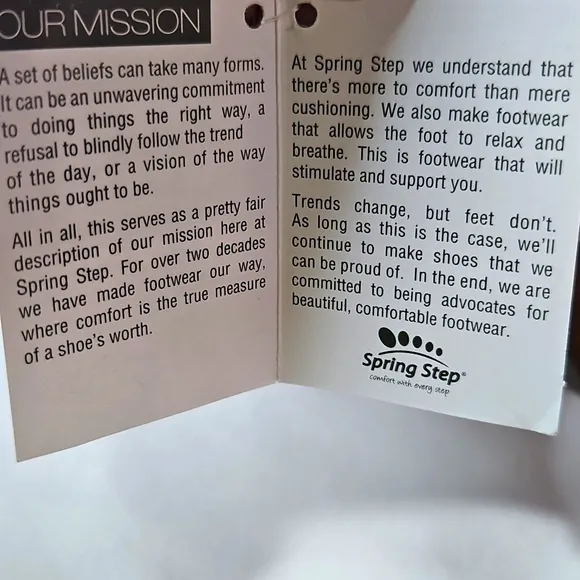 OUR MISSION
A set of beliefs can take many forms.
It can be an unwavering commitment
to doing things the right way, a
refusal to blindly follow the trend
of the day, or a vision of the way
things ought to be.
All in all, this serves as a pretty fair
description of our mission here at
Spring Step. For over two decades
we have made footwear our way,
where comfort is the true measure
of a shoe's worth.
At Spring Step we understand that
there's more to comfort than mere
cushioning. We also make footwear
that allows the foot to relax and
breathe. This is footwear that will
stimulate and support you.
Trends change, but feet don't.
As long as this is the case, we'll
continue to make shoes that we
can be proud of. In the end, we are
committed to being advocates for
beautiful, comfortable footwear.
Spring Step®
comfort with every step